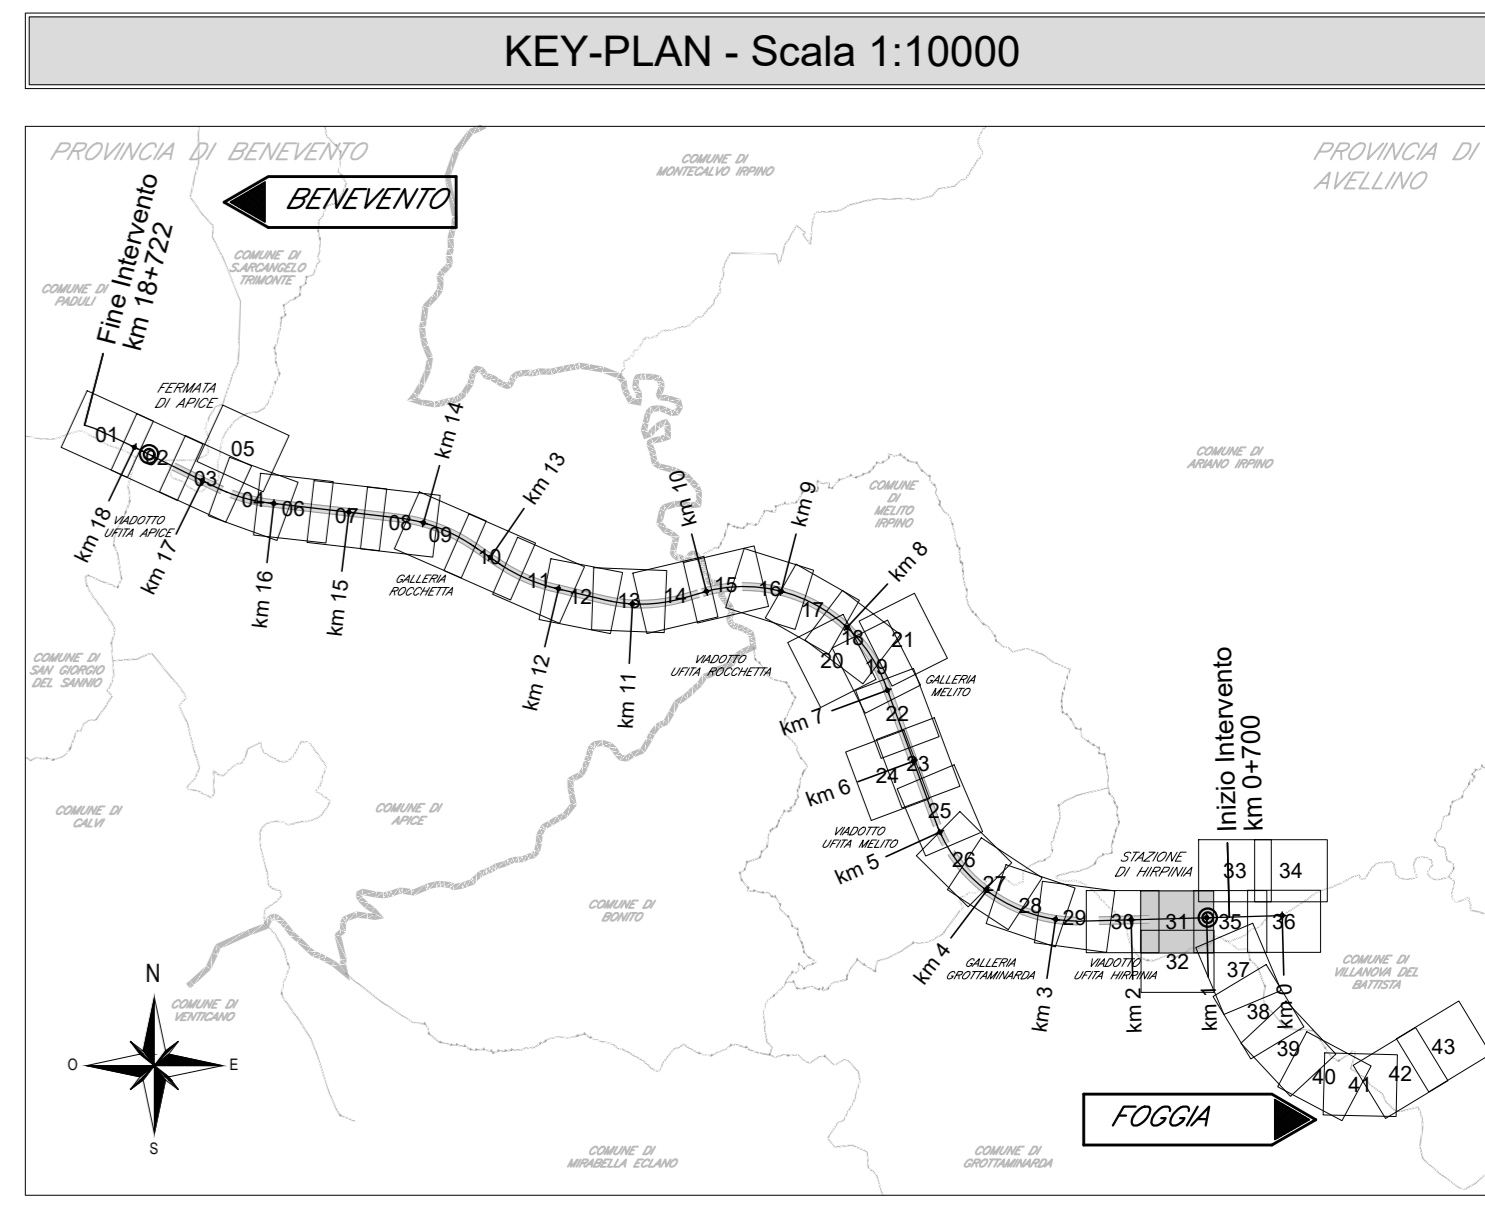 KEY-PLAN - Scala 1:10000
PROVINCIA DI BENEVENTO
PROVINCIA DI
AVELLINO
COMUNE DI
MONTECALVO IRPINO
BENEVENTO
Fine Intervento
km 18+722
COMUNE DI
S.ARCANGELO
TRIMONTE
COMUNE DI
PADULI
FERMATA
DI APICE
km 14
km 13
km 10
km 9
km 8
COMUNE
DI
MELITO
IRPINO
COMUNE DI
ARIANO IRPINO
01
02
03
04
05
06
07
08
09
10
11
12
13
14
15
16
17
18
19
20
21
22
23
24
25
26
27
28
29
30
31
32
33
34
35
36
37
38
39
40
41
42
43
VIADOTTO
UFITA APICE
km 18
km 17
km 16
km 15
GALLERIA
ROCCHETTA
km 12
km 11
VIADOTTO
UFITA ROCCHETTA
GALLERIA
MELITO
km 7
km 6
VIADOTTO
UFITA MELITO
km 5
COMUNE DI
SAN GIORGIO
DEL SANNIO
COMUNE DI
CALVI
COMUNE DI
APICE
COMUNE DI
BONITO
Inizio Intervento
km 0+700
STAZIONE
DI HIRPINIA
km 4
GALLERIA
GROTTAMINARDA
km 3
VIADOTTO
UFITA HIRPINIA
km 2
km 1
km 0
COMUNE DI
VILLANOVA DEL
BATTISTA
COMUNE DI
VENTICANO
N
O
E
S
FOGGIA
COMUNE DI
MIRABELLA ECLANO
COMUNE DI
GROTTAMINARDA